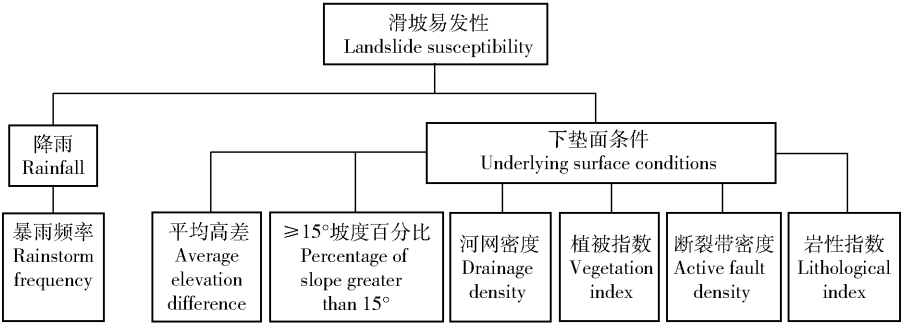 滑坡易发性
Landslide susceptibility
降雨
Rainfall
下垫面条件
Underlying surface conditions
暴雨频率
Rainstorm
frequency
平均高差
Average
elevation
difference
≥15°坡度百分比
Percentage of
slope greater
than 15°
河网密度
Drainage
density
植被指数
Vegetation
index
断裂带密度
Active fault
density
岩性指数
Lithological
index